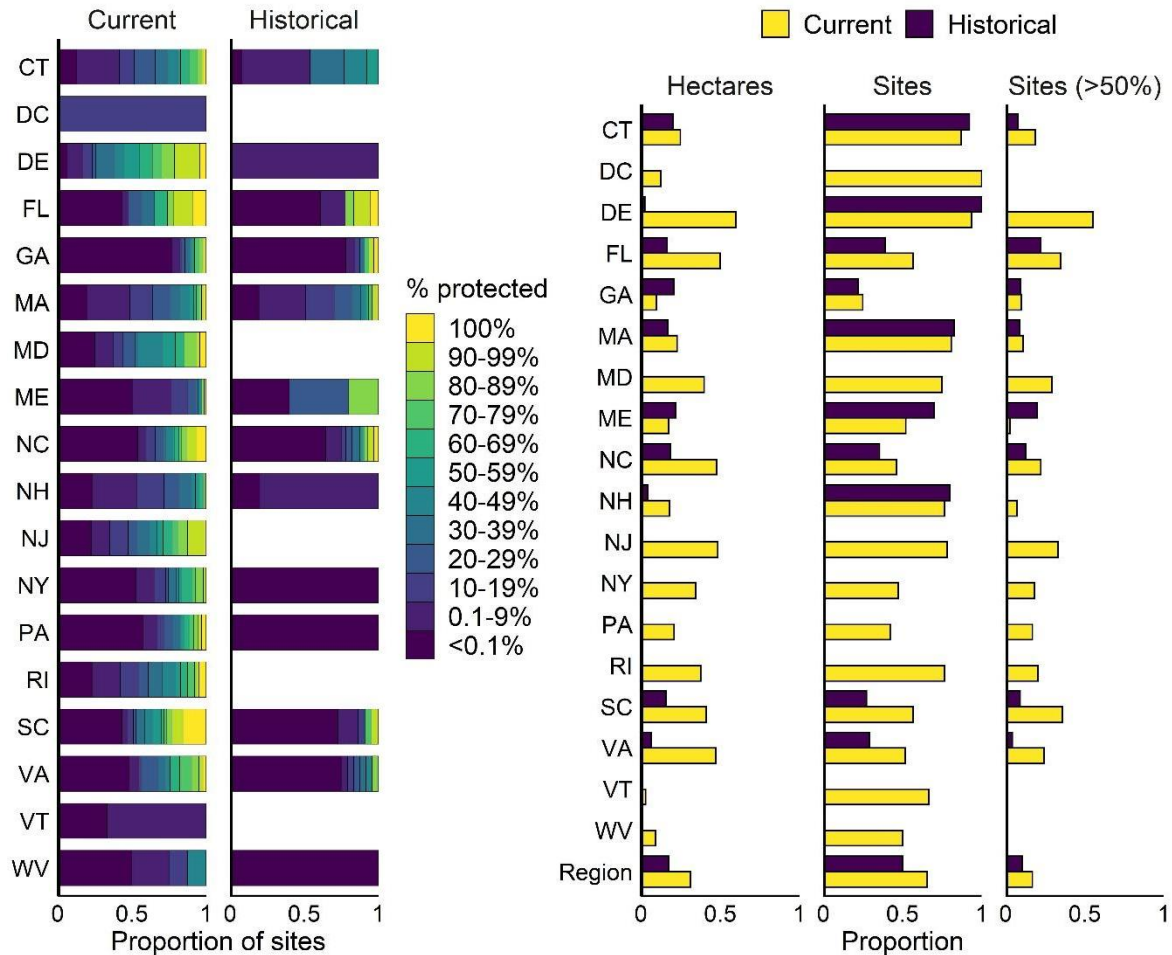 Current Historical
CT
DC
DE
FL
GA
MA
MD
ME
NC
NH
NJ
NY
PA
RI
SC
VA
VT
WV
0 0.5 1 0 0.5 1
Proportion of sites
% protected
100%
90-99%
80-89%
70-79%
60-69%
50-59%
40-49%
30-39%
20-29%
10-19%
0.1-9%
<0.1%
Current Historical
Hectares Sites Sites (>50%)
CT
DC
DE
FL
GA
MA
MD
ME
NC
NH
NJ
NY
PA
RI
SC
VA
VT
WV
Region
0 0.5 1 0 0.5 1 0 0.5 1
Proportion